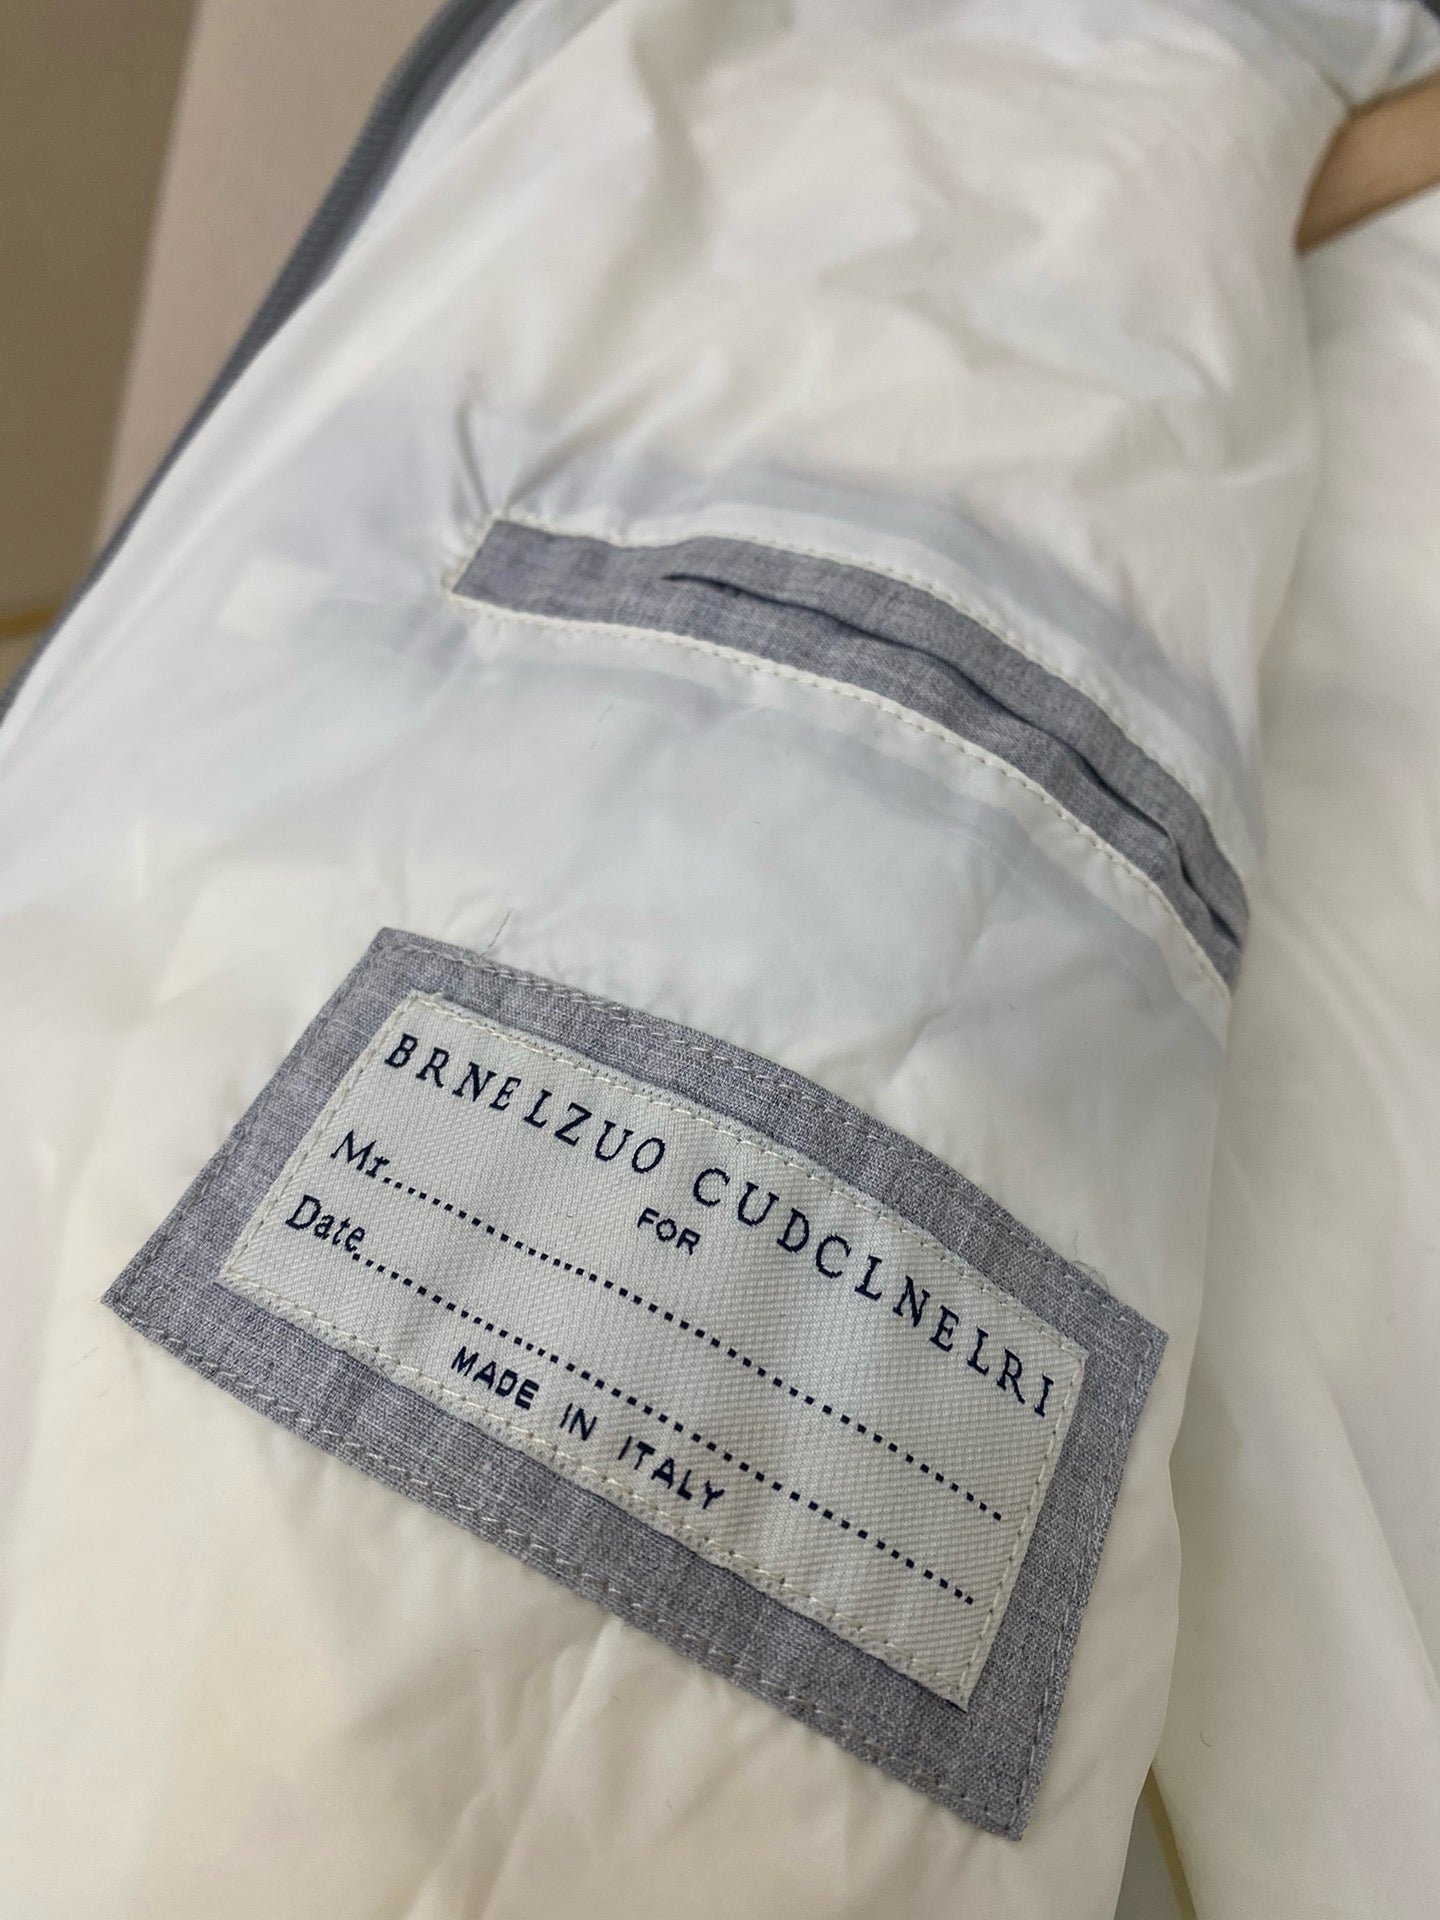 BRNELZUO CUDCLNELRI
FOR
Mr.
Date
MADE IN ITALY